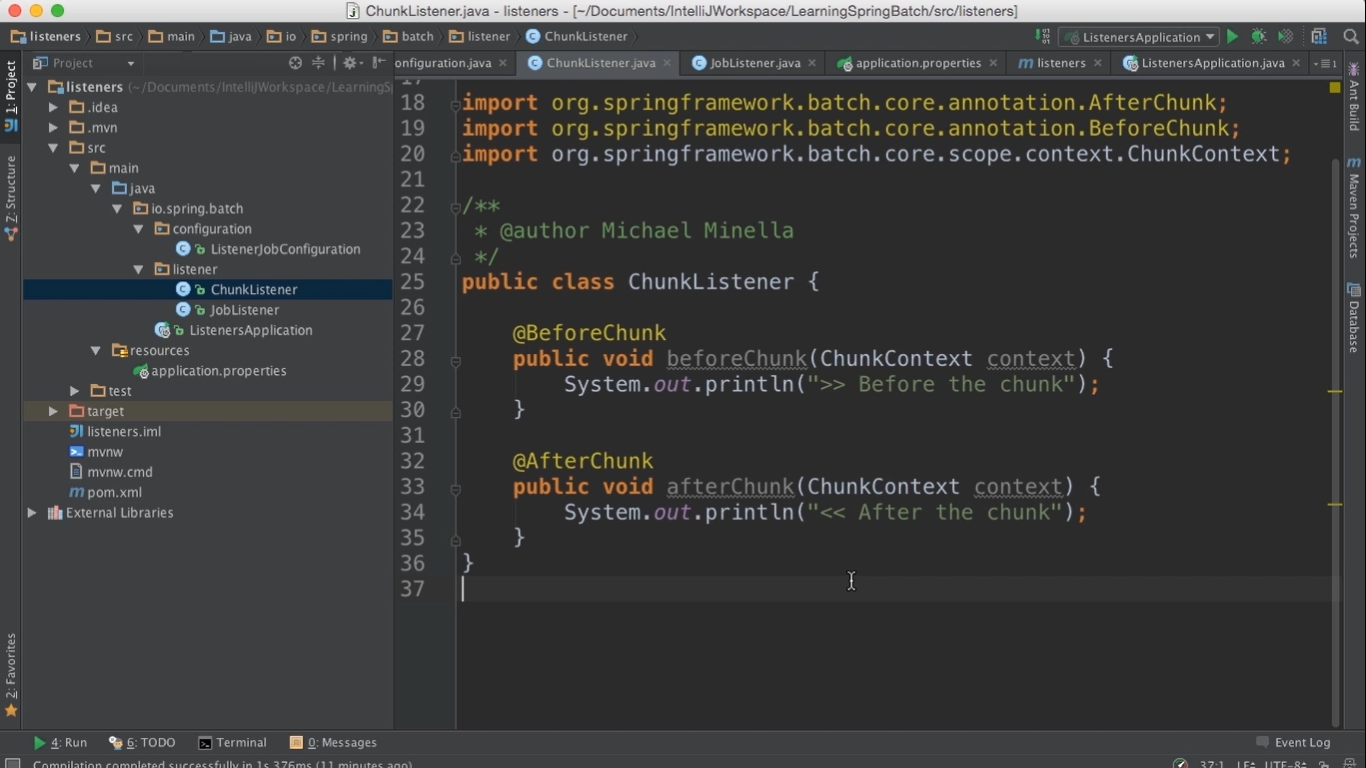 ChunkListener.java - listeners - [~/Documents/IntelliJWorkspace/LearningSpringBatch/src/listeners]
listeners src main java io spring batch listener ChunkListener ListenersApplication
Project
onfiguration.java ChunkListener.java JobListener.java application.properties listeners ListenersApplication.java
1: Project
Z: Structure
2: Favorites
listeners (~/Documents/IntelliJWorkspace/LearningS
.idea
.mvn
src
main
java
io.spring.batch
configuration
ListenerJobConfiguration
listener
ChunkListener
JobListener
ListenersApplication
resources
application.properties
test
target
listeners.iml
mvnw
mvnw.cmd
pom.xml
External Libraries
18 import org.springframework.batch.core.annotation.AfterChunk;
19 import org.springframework.batch.core.annotation.BeforeChunk;
20 import org.springframework.batch.core.scope.context.ChunkContext;
21
22 /**
23 * @author Michael Minella
24 */
25 public class ChunkListener {
26
27 @BeforeChunk
28 public void beforeChunk(ChunkContext context) {
29 System.out.println(">> Before the chunk");
30 }
31
32 @AfterChunk
33 public void afterChunk(ChunkContext context) {
34 System.out.println("<< After the chunk");
35 }
36 }
37
Ant Build
Maven Projects
Database
4: Run 6: TODO Terminal 0: Messages Event Log
Compilation completed successfully in 1s 376ms (11 minutes ago) 37:1 LF UTF-8